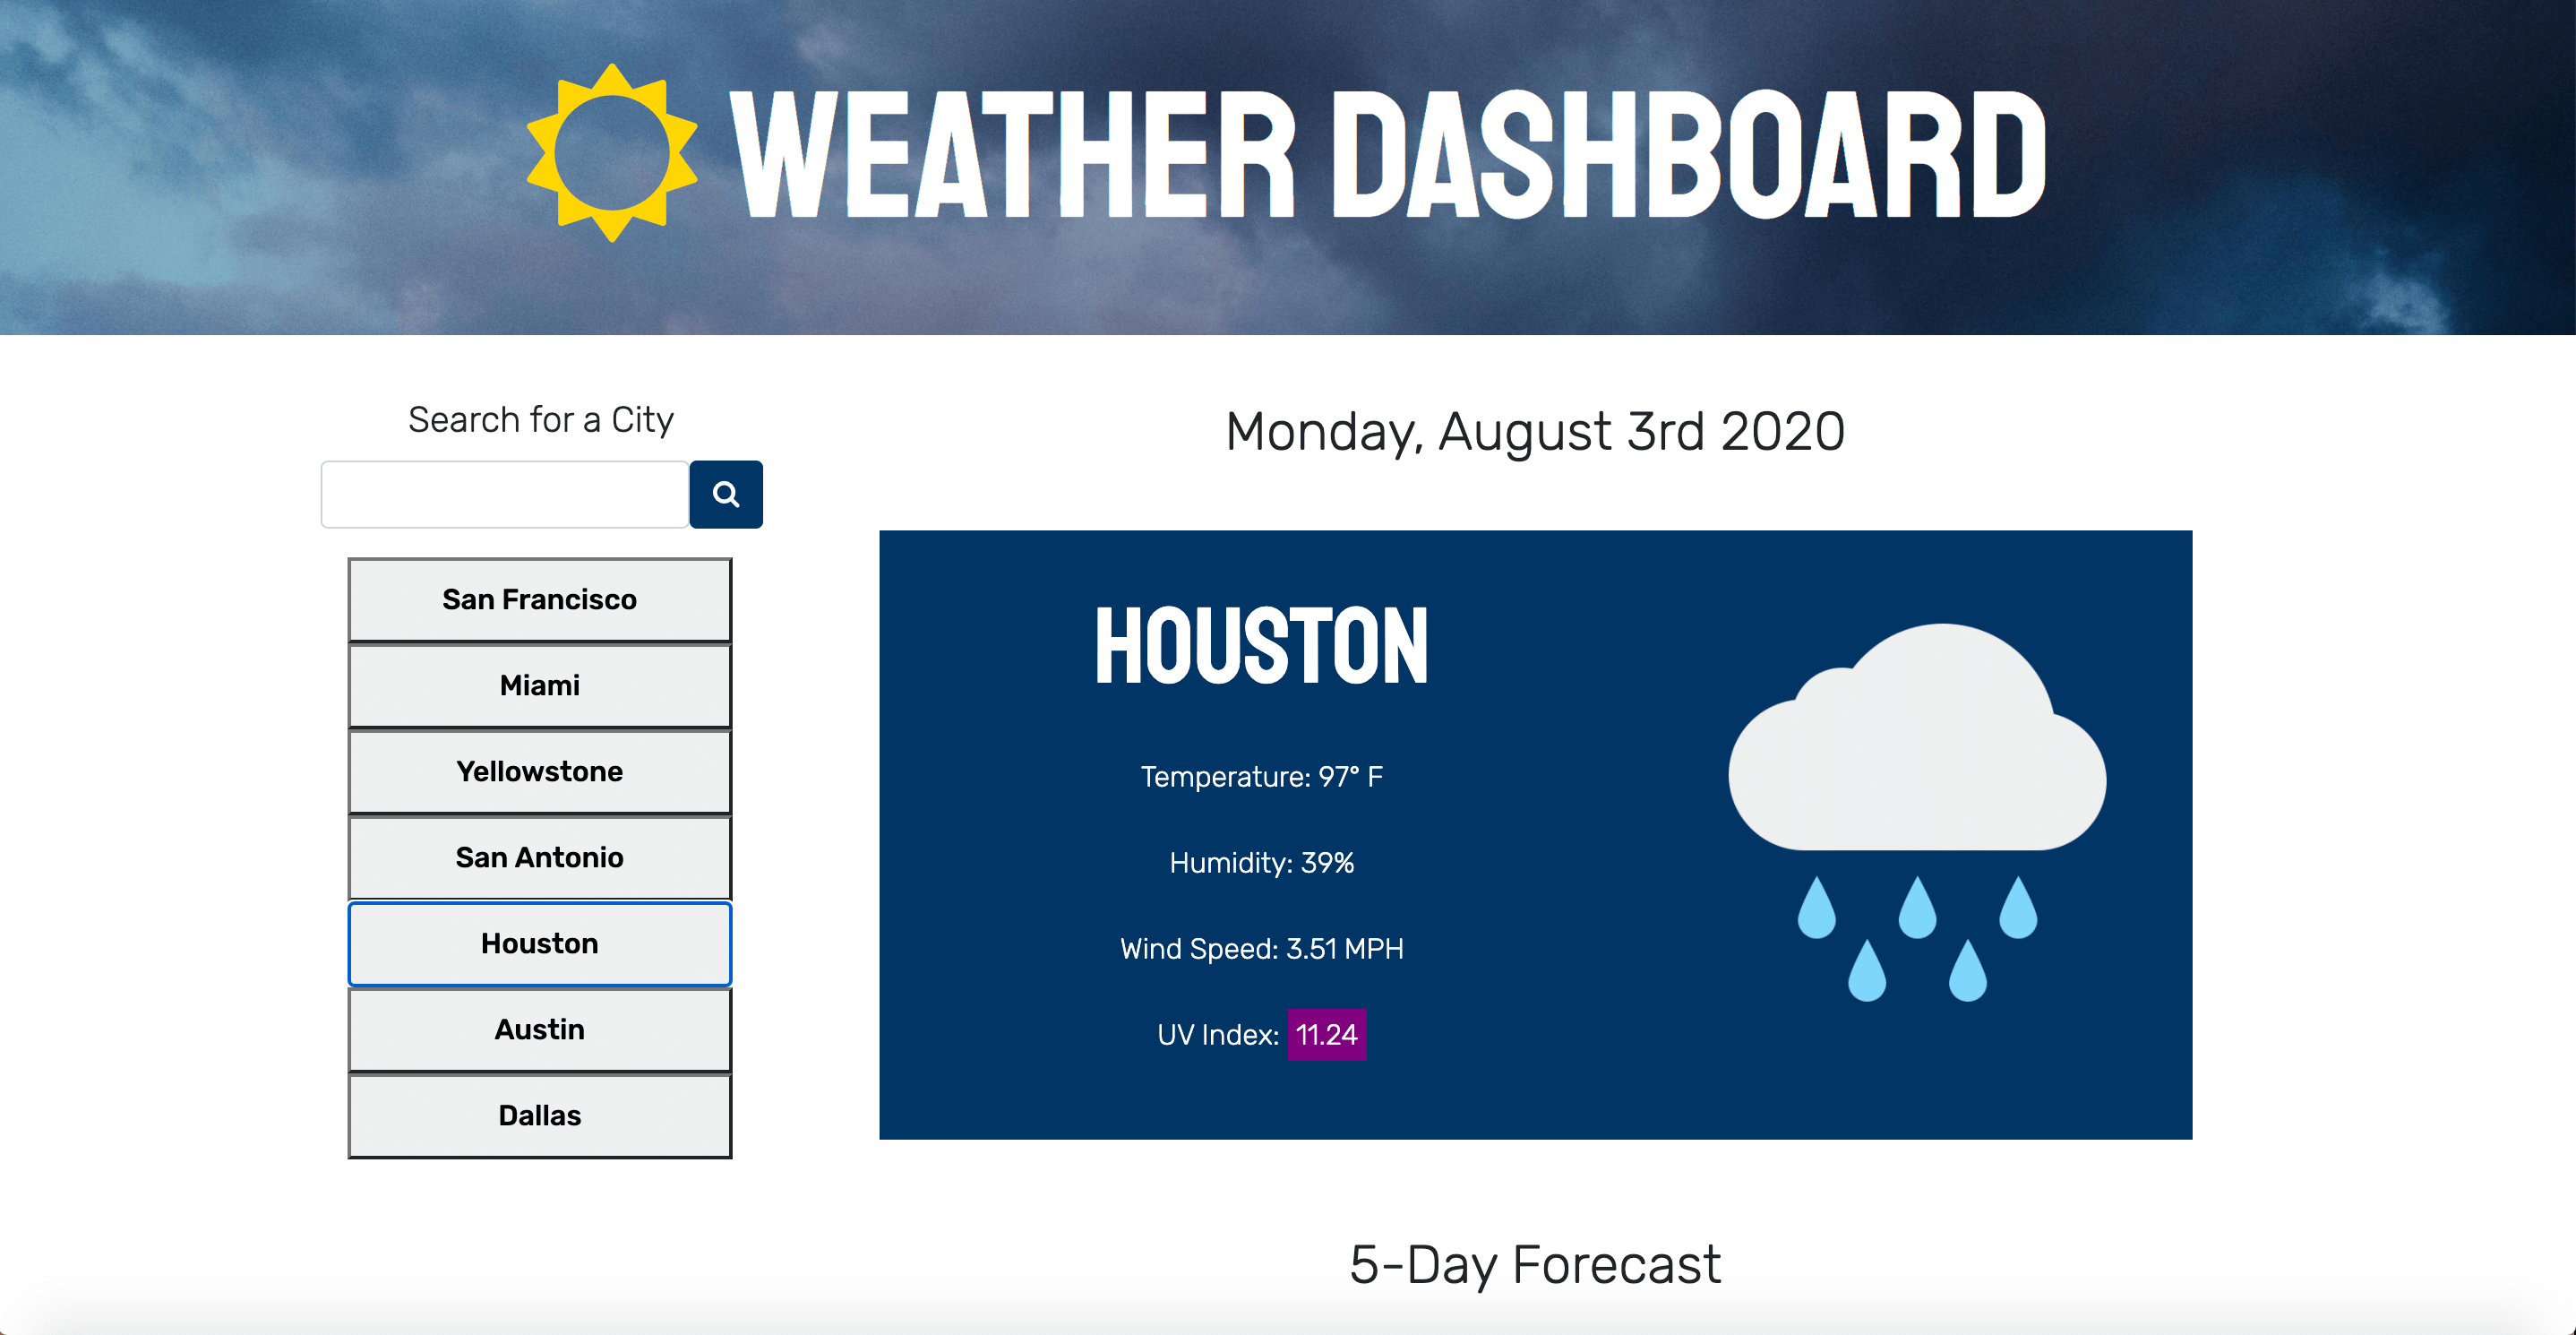 WEATHER DASHBOARD
Search for a City
San Francisco
Miami
Yellowstone
San Antonio
Houston
Austin
Dallas
Monday, August 3rd 2020
HOUSTON
Temperature: 97° F
Humidity: 39%
Wind Speed: 3.51 MPH
UV Index: 11.24
5-Day Forecast